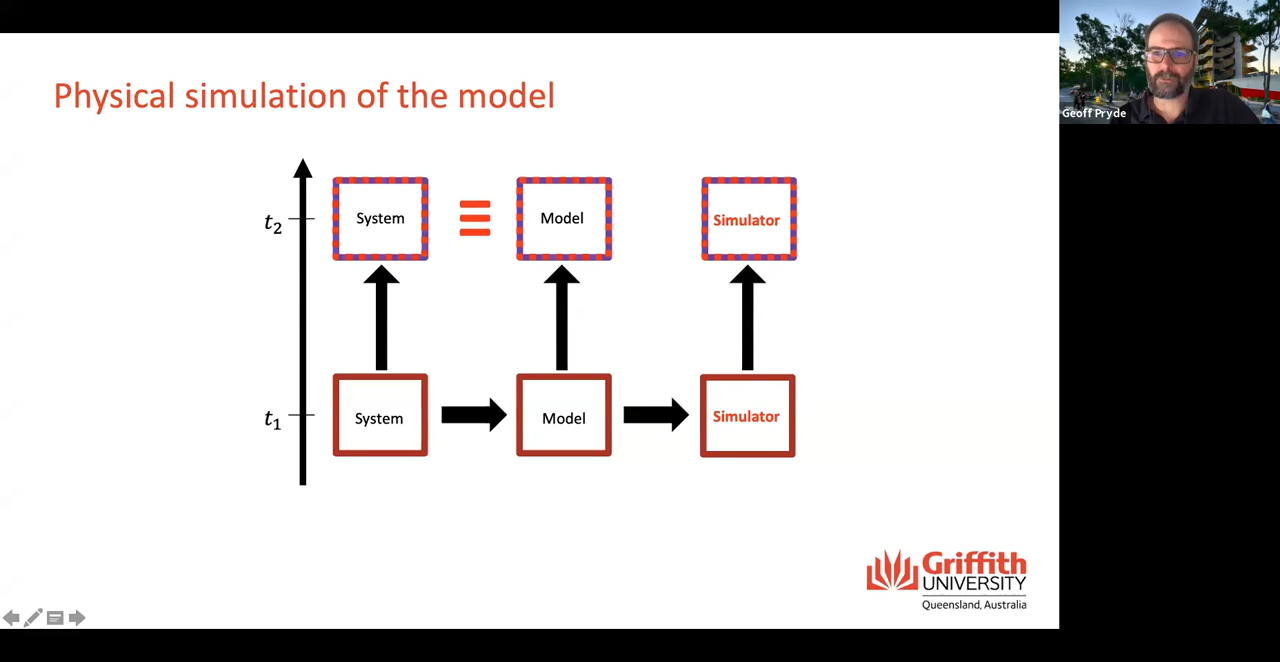 Physical simulation of the model
Geoff Pryde
t₂
System
≡
Model
Simulator
t₁
System
Model
Simulator
Griffith
UNIVERSITY
Queensland, Australia